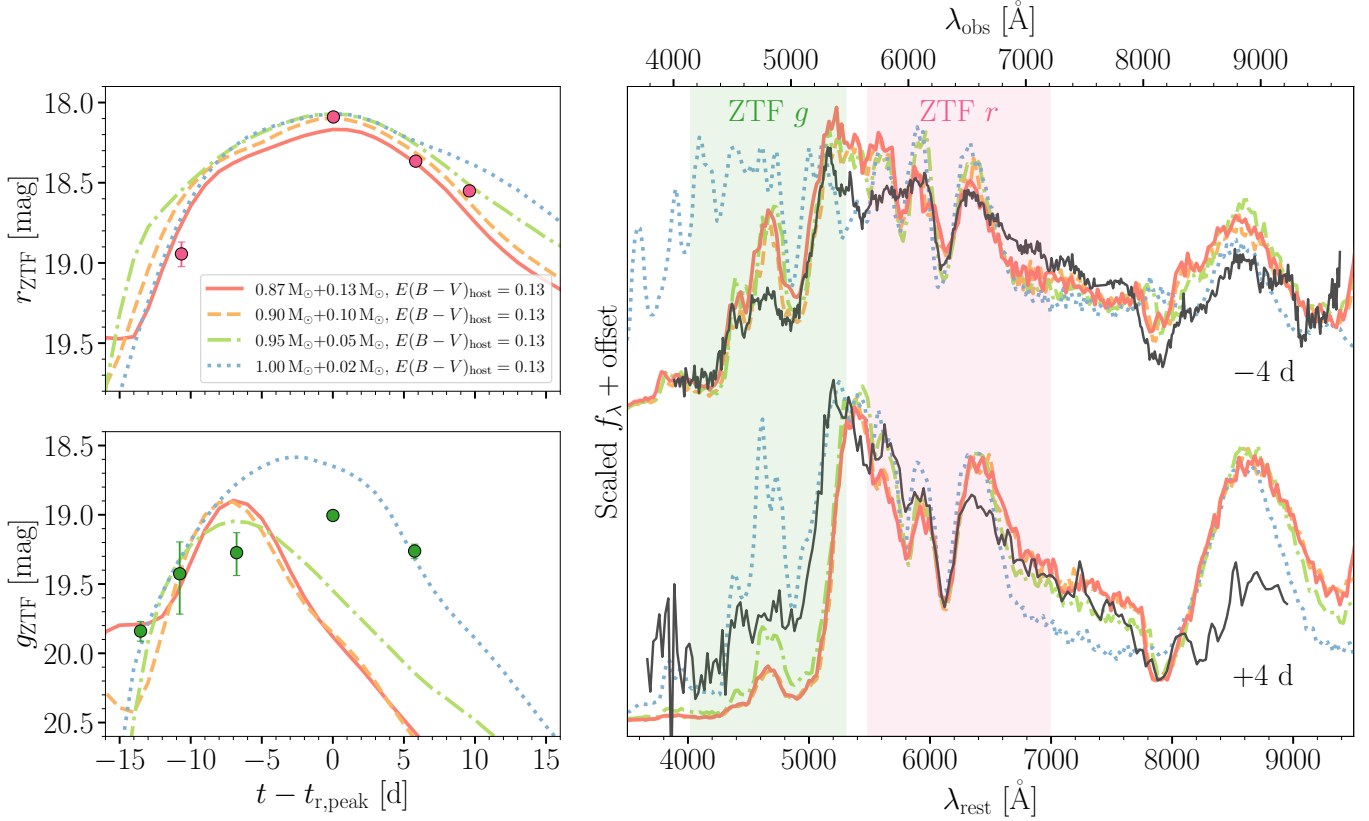 18.0
18.5
19.0
19.5
r_ZTF [mag]
0.87 M⊙+0.13 M⊙, E(B − V)host = 0.13
0.90 M⊙+0.10 M⊙, E(B − V)host = 0.13
0.95 M⊙+0.05 M⊙, E(B − V)host = 0.13
1.00 M⊙+0.02 M⊙, E(B − V)host = 0.13
18.5
19.0
19.5
20.0
20.5
g_ZTF [mag]
−15 −10 −5 0 5 10 15
t − t_r,peak [d]
λ_obs [Å]
4000 5000 6000 7000 8000 9000
ZTF g
ZTF r
−4 d
+4 d
Scaled f_λ + offset
4000 5000 6000 7000 8000 9000
λ_rest [Å]